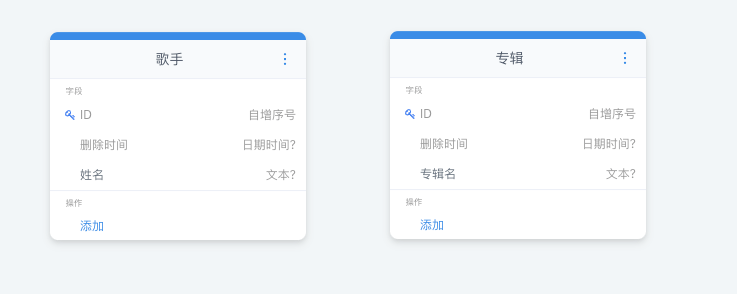 歌手
字段
ID 自增序号
删除时间 日期时间?
姓名 文本?
操作
添加
专辑
字段
ID 自增序号
删除时间 日期时间?
专辑名 文本?
操作
添加